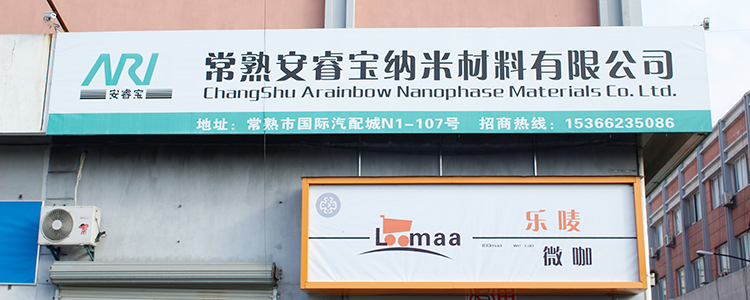 ARI
安睿宝
常熟安睿宝纳米材料有限公司
ChangShu Arainbow Nanophase Materials Co. Ltd.
地址：常熟市国际汽配城N1-107号 招商热线：15366235086
Loomaa
乐唛
微咖